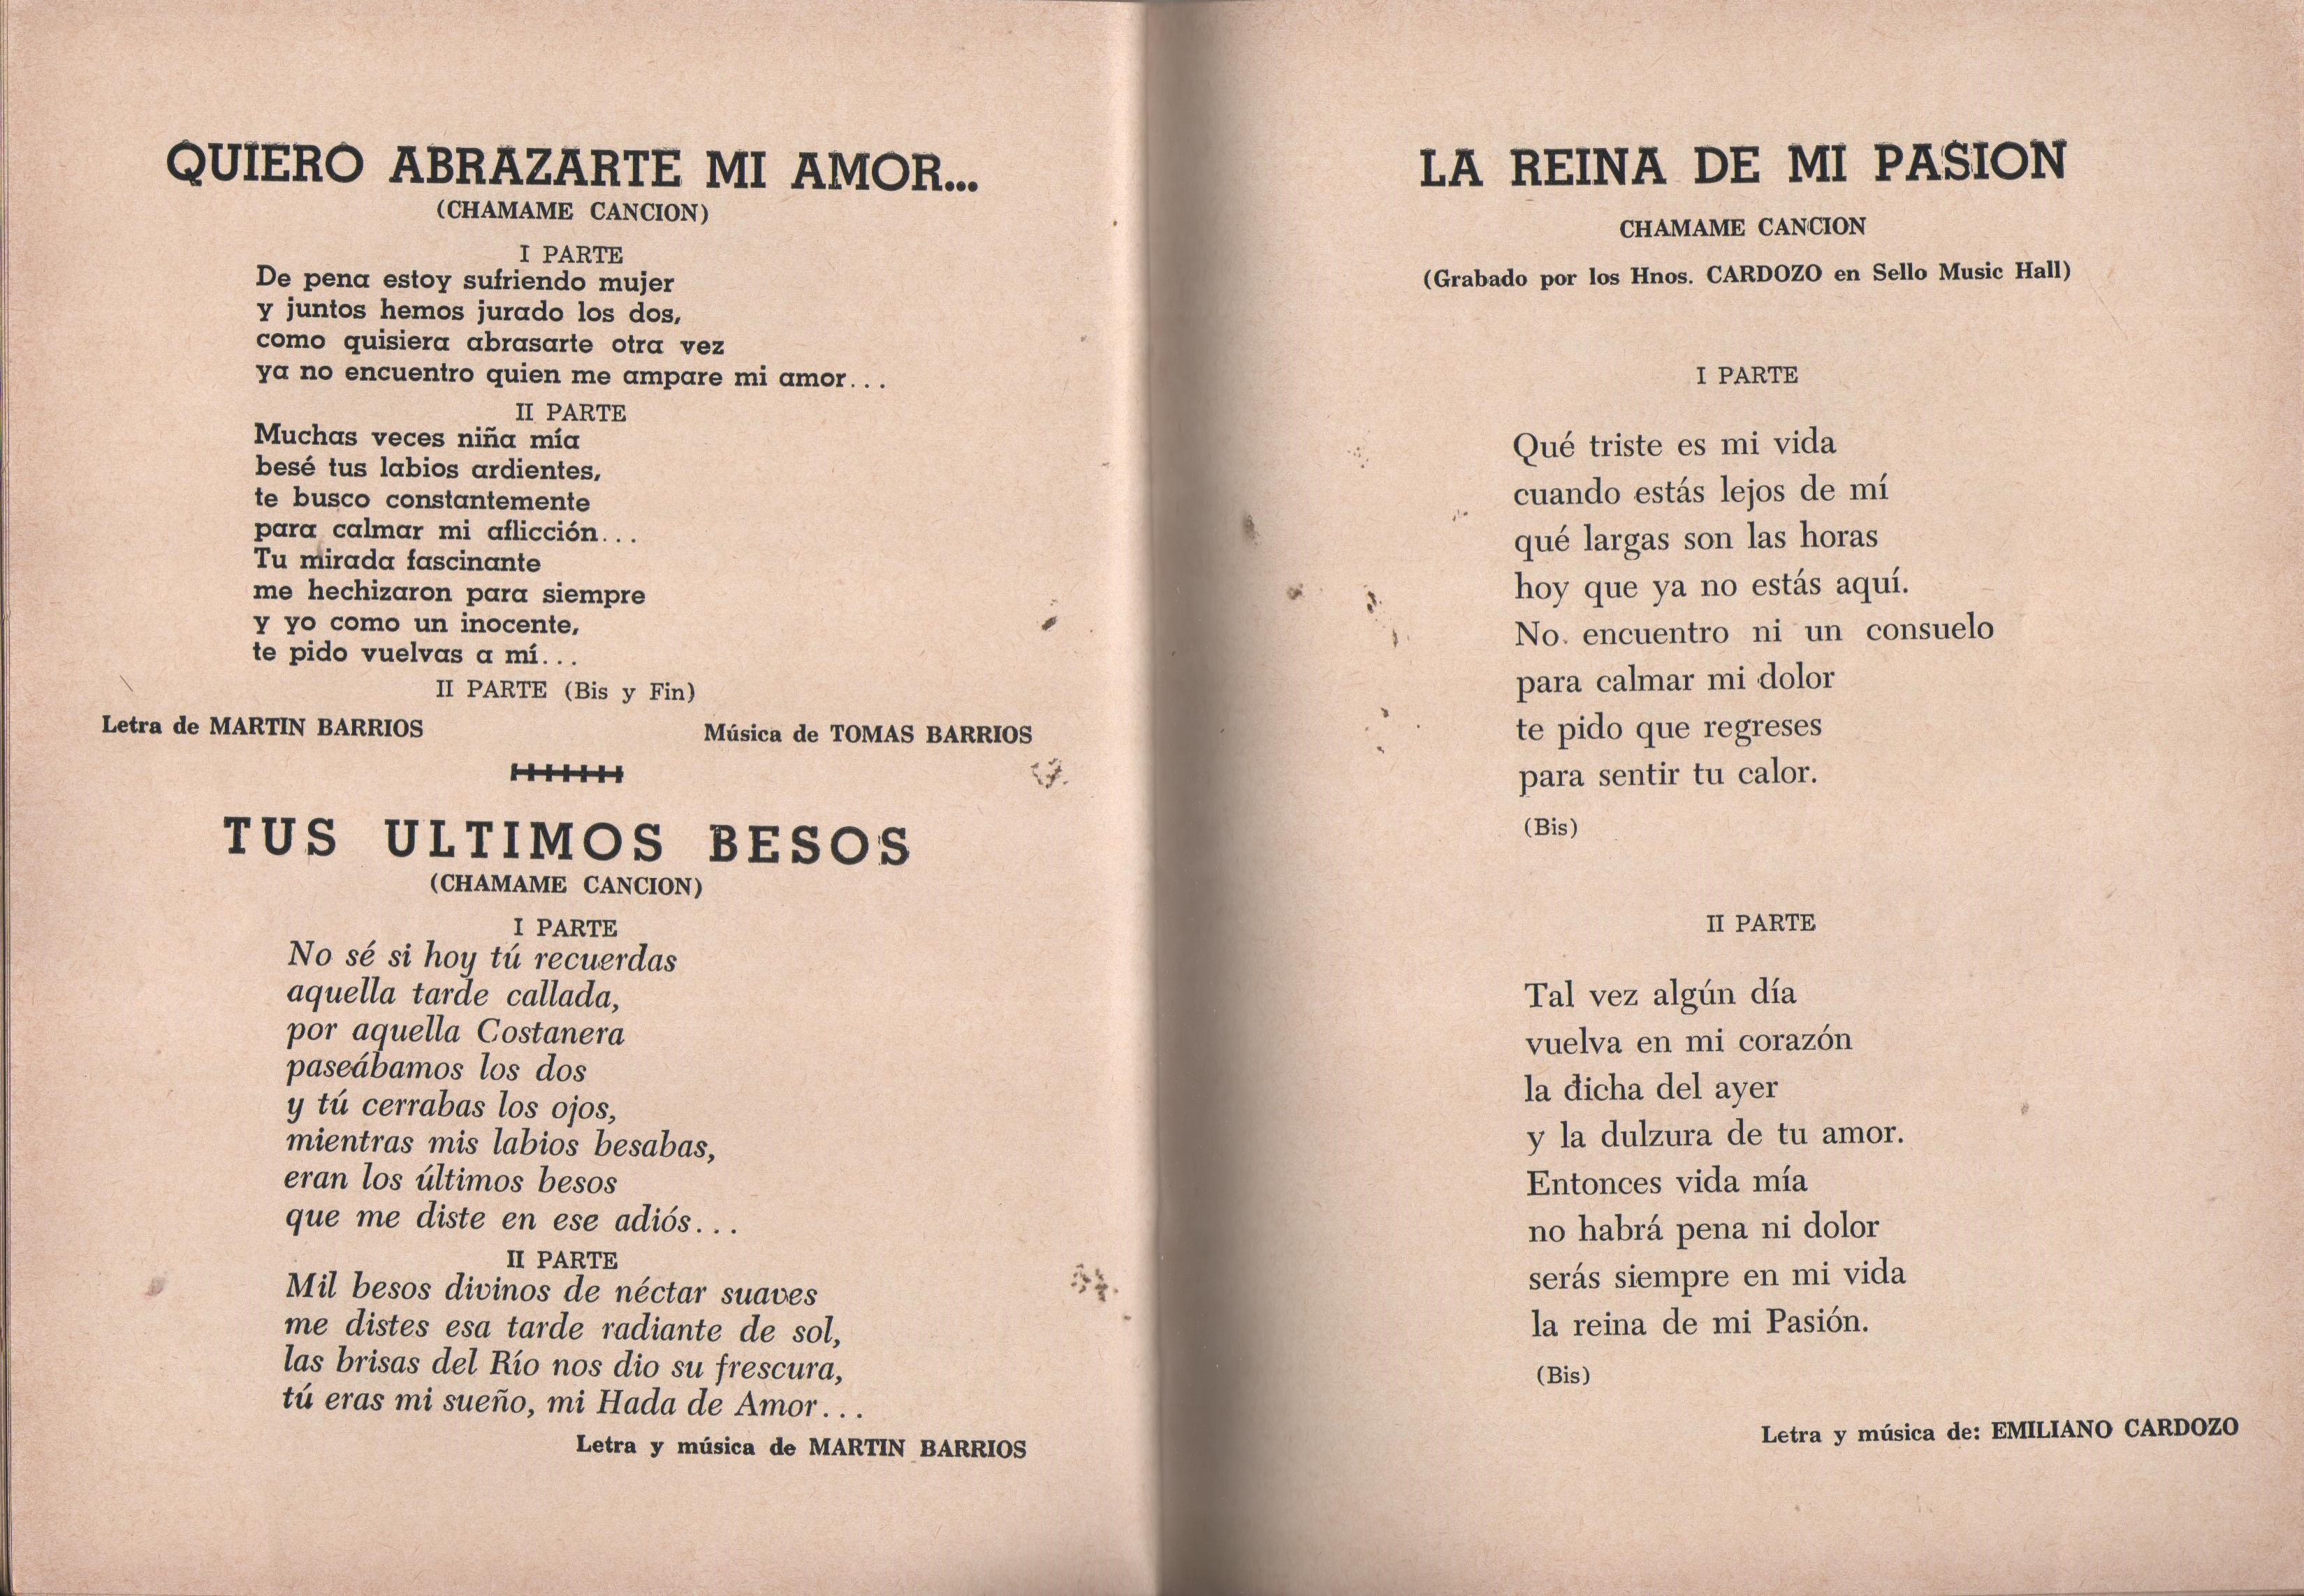 QUIERO ABRAZARTE MI AMOR...
(CHAMAME CANCION)
I PARTE
De pena estoy sufriendo mujer
y juntos hemos jurado los dos,
como quisiera abrasarte otra vez
ya no encuentro quien me ampare mi amor...
II PARTE
Muchas veces niña mía
besé tus labios ardientes,
te busco constantemente
para calmar mi aflicción...
Tu mirada fascinante
me hechizaron para siempre
y yo como un inocente,
te pido vuelvas a mí...
II PARTE (Bis y Fin)
Letra de MARTIN BARRIOS Música de TOMAS BARRIOS
TUS ULTIMOS BESOS
(CHAMAME CANCION)
I PARTE
No sé si hoy tú recuerdas
aquella tarde callada,
por aquella Costanera
paseábamos los dos
y tú cerrabas los ojos,
mientras mis labios besabas,
eran los últimos besos
que me diste en ese adiós...
II PARTE
Mil besos divinos de néctar suaves
me distes esa tarde radiante de sol,
las brisas del Río nos dio su frescura,
tú eras mi sueño, mi Hada de Amor...
Letra y música de MARTIN BARRIOS
LA REINA DE MI PASION
CHAMAME CANCION
(Grabado por los Hnos. CARDOZO en Sello Music Hall)
I PARTE
Qué triste es mi vida
cuando estás lejos de mí
qué largas son las horas
hoy que ya no estás aquí.
No encuentro ni un consuelo
para calmar mi dolor
te pido que regreses
para sentir tu calor.
(Bis)
II PARTE
Tal vez algún día
vuelva en mi corazón
la dicha del ayer
y la dulzura de tu amor.
Entonces vida mía
no habrá pena ni dolor
serás siempre en mi vida
la reina de mi Pasión.
(Bis)
Letra y música de: EMILIANO CARDOZO